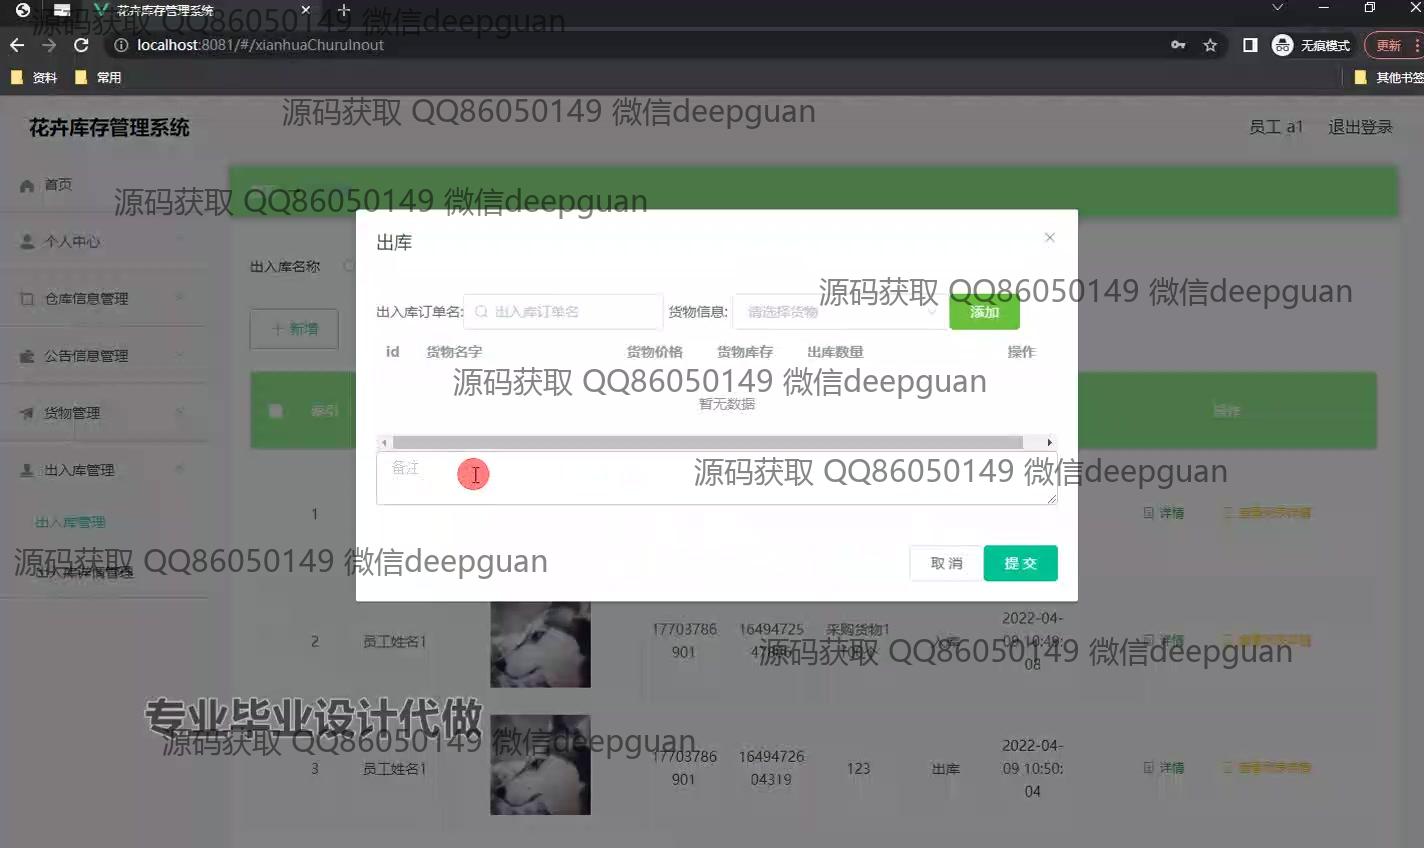 花卉库存管理系统
localhost:8081/#/xianhuaChuruInout
无痕模式
更新
资料
常用
其他书签
花卉库存管理系统
员工 a1
退出登录
首页
个人中心
仓库信息管理
公告信息管理
货物管理
出入库管理
出入库管理
出入库详情管理
出入库名称
新增
索引
操作
出库
出入库订单名:
出入库订单名
货物信息:
请选择货物
添加
id 货物名字 货物价格 货物库存 出库数量 操作
暂无数据
备注
取消
提交
1
详情
2
员工姓名1
17703786
901
16494725
采购货物1
2022-04-
08
详情
3
员工姓名1
17703786
901
16494726
04319
123
出库
2022-04-
09 10:50:
04
详情
源码获取 QQ86050149 微信deepguan
源码获取 QQ86050149 微信deepguan
源码获取 QQ86050149 微信deepguan
源码获取 QQ86050149 微信deepguan
源码获取 QQ86050149 微信deepguan
源码获取 QQ86050149 微信deepguan
源码获取 QQ86050149 微信deepguan
源码获取 QQ86050149 微信deepguan
源码获取 QQ86050149 微信deepguan
专业毕业设计代做